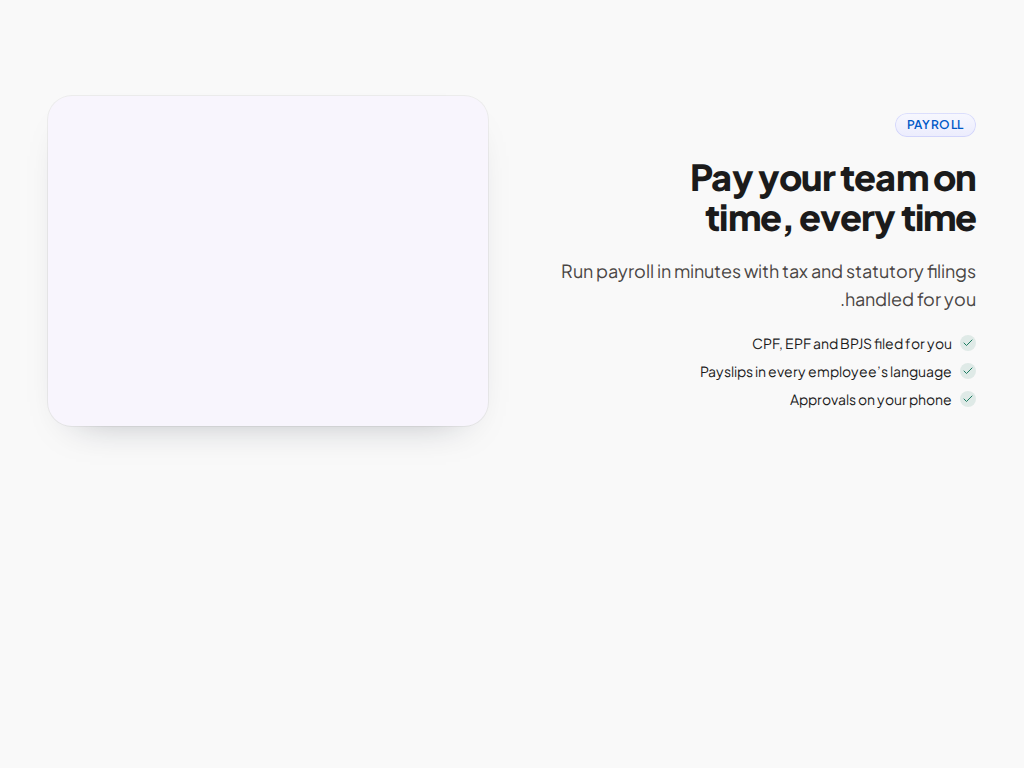 PAYROLL
Pay your team on
time, every time
Run payroll in minutes with tax and statutory filings
.handled for you
CPF, EPF and BPJS filed for you
Payslips in every employee’s language
Approvals on your phone